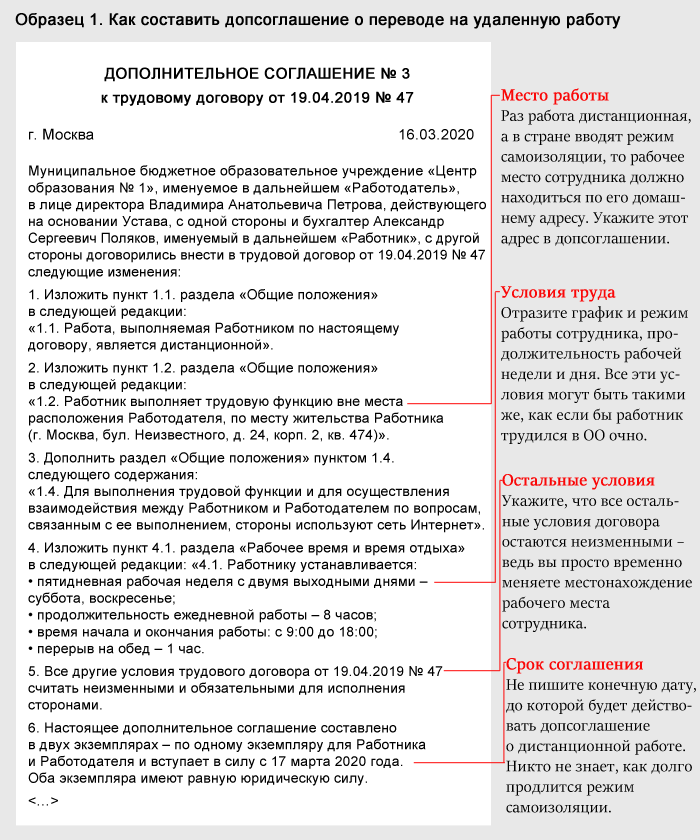 Образец 1. Как составить допсоглашение о переводе на удаленную работу
ДОПОЛНИТЕЛЬНОЕ СОГЛАШЕНИЕ № 3
к трудовому договору от 19.04.2019 № 47
г. Москва 16.03.2020
Муниципальное бюджетное образовательное учреждение «Центр
образования № 1», именуемое в дальнейшем «Работодатель»,
в лице директора Владимира Анатольевича Петрова, действующего
на основании Устава, с одной стороны и бухгалтер Александр
Сергеевич Поляков, именуемый в дальнейшем «Работник», с другой
стороны договорились внести в трудовой договор от 19.04.2019 № 47
следующие изменения:
1. Изложить пункт 1.1. раздела «Общие положения»
в следующей редакции:
«1.1. Работа, выполняемая Работником по настоящему
договору, является дистанционной».
2. Изложить пункт 1.2. раздела «Общие положения»
в следующей редакции:
«1.2. Работник выполняет трудовую функцию вне места
расположения Работодателя, по месту жительства Работника
(г. Москва, бул. Неизвестного, д. 24, корп. 2, кв. 474)».
3. Дополнить раздел «Общие положения» пунктом 1.4.
следующего содержания:
«1.4. Для выполнения трудовой функции и для осуществления
взаимодействия между Работником и Работодателем по вопросам,
связанным с ее выполнением, стороны используют сеть Интернет».
4. Изложить пункт 4.1. раздела «Рабочее время и время отдыха»
в следующей редакции: «4.1. Работнику устанавливается:
• пятидневная рабочая неделя с двумя выходными днями –
суббота, воскресенье;
• продолжительность ежедневной работы – 8 часов;
• время начала и окончания работы: с 9:00 до 18:00;
• перерыв на обед – 1 час.
5. Все другие условия трудового договора от 19.04.2019 № 47
считать неизменными и обязательными для исполнения
сторонами.
6. Настоящее дополнительное соглашение составлено
в двух экземплярах – по одному экземпляру для Работника
и Работодателя и вступает в силу с 17 марта 2020 года.
Оба экземпляра имеют равную юридическую силу.
<...>
Место работы
Раз работа дистанционная,
а в стране вводят режим
самоизоляции, то рабочее
место сотрудника должно
находиться по его домаш-
нему адресу. Укажите этот
адрес в допсоглашении.
Условия труда
Отразите график и режим
работы сотрудника, про-
должительность рабочей
недели и дня. Все эти ус-
ловия могут быть такими
же, как если бы работник
трудился в ОО очно.
Остальные условия
Укажите, что все осталь-
ные условия договора
остаются неизменными –
ведь вы просто временно
меняете местонахождение
рабочего места
сотрудника.
Срок соглашения
Не пишите конечную дату,
до которой будет действо-
вать допсоглашение
о дистанционной работе.
Никто не знает, как долго
продлится режим
самоизоляции.